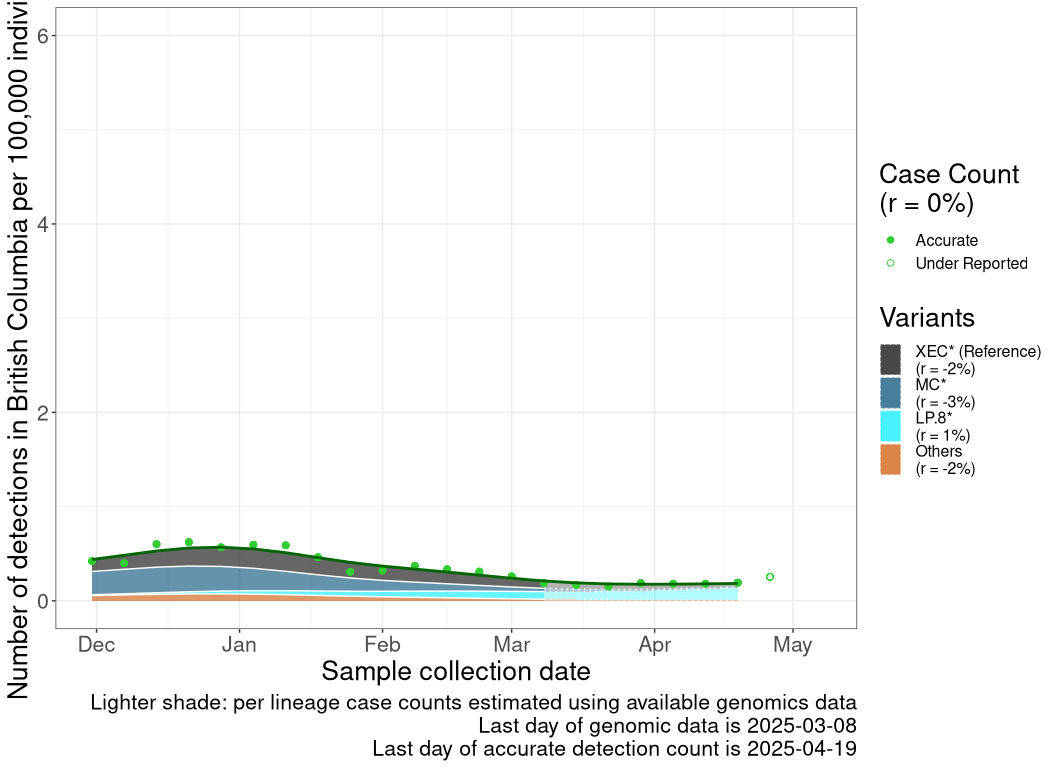 Number of detections in British Columbia per 100,000
6
4
2
0
Dec Jan Feb Mar Apr May
Sample collection date
Lighter shade: per lineage case counts estimated using available genomics data
Last day of genomic data is 2025-03-08
Last day of accurate detection count is 2025-04-19
Case Count
(r = 0%)
Accurate
Under Reported
Variants
XEC* (Reference)
(r = -2%)
MC*
(r = -3%)
LP.8*
(r = 1%)
Others
(r = -2%)